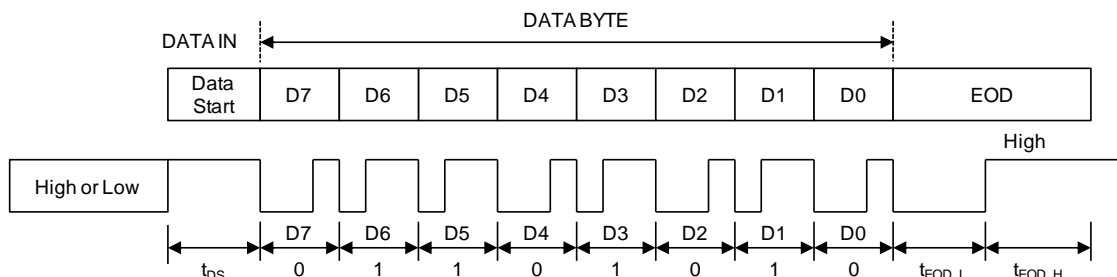 DATA BYTE
DATA IN
Data Start D7 D6 D5 D4 D3 D2 D1 D0 EOD
High
High or Low
D7 D6 D5 D4 D3 D2 D1 D0
tDS 0 1 1 0 1 0 1 0 tEOD_L tEOD_H